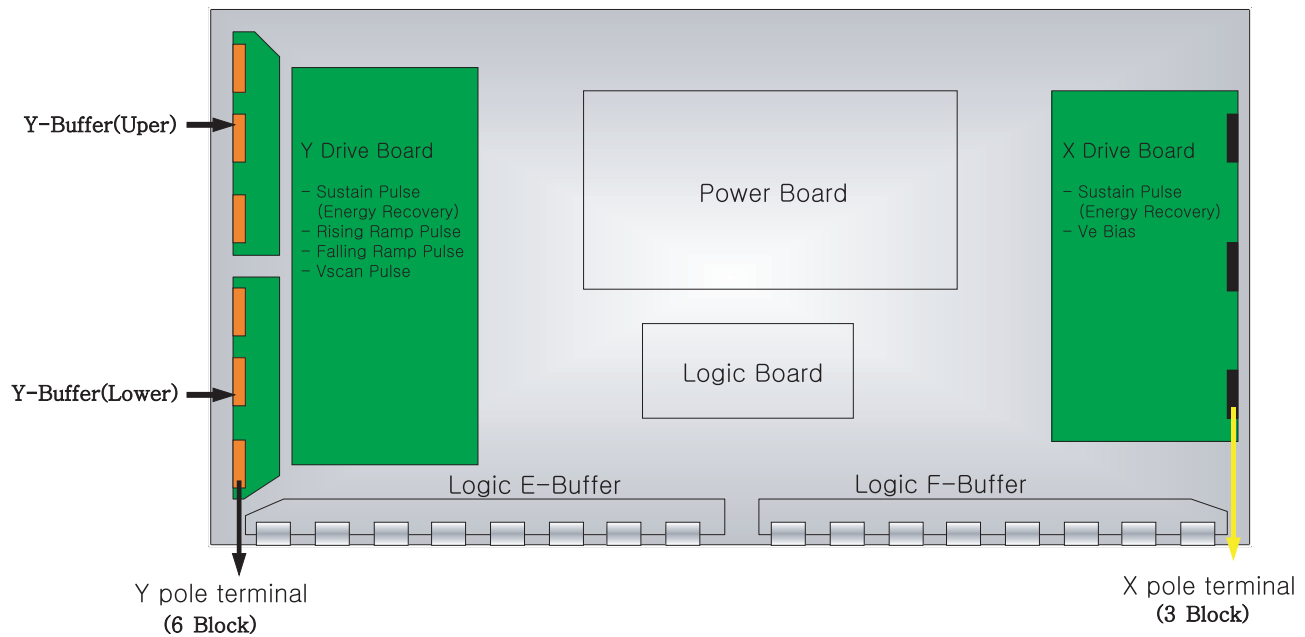 Y-Buffer(Uper)
Y Drive Board
- Sustain Pulse
(Energy Recovery)
- Rising Ramp Pulse
- Falling Ramp Pulse
- Vscan Pulse
Power Board
X Drive Board
- Sustain Pulse
(Energy Recovery)
- Ve Bias
Logic Board
Y-Buffer(Lower)
Logic E-Buffer
Logic F-Buffer
Y pole terminal
(6 Block)
X pole terminal
(3 Block)